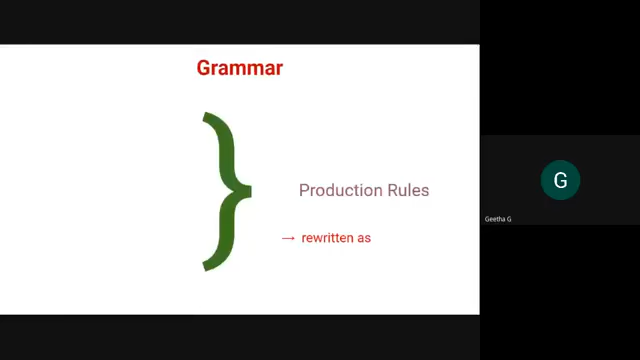 Grammar
Production Rules
→ rewritten as
G
Geetha G